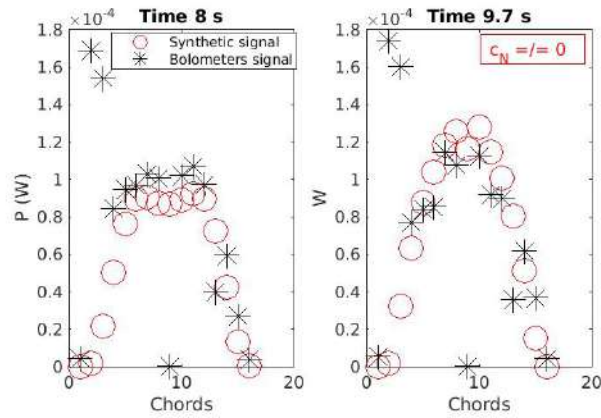 Time 8 s
×10⁻⁴
1.8
1.6
1.4
1.2
1
0.8
0.6
0.4
0.2
0
P (W)
Synthetic signal
Bolometers signal
0 10 20
Chords
Time 9.7 s
×10⁻⁴
1.8
1.6
1.4
1.2
1
0.8
0.6
0.4
0.2
0
W
c_N =/= 0
0 10 20
Chords